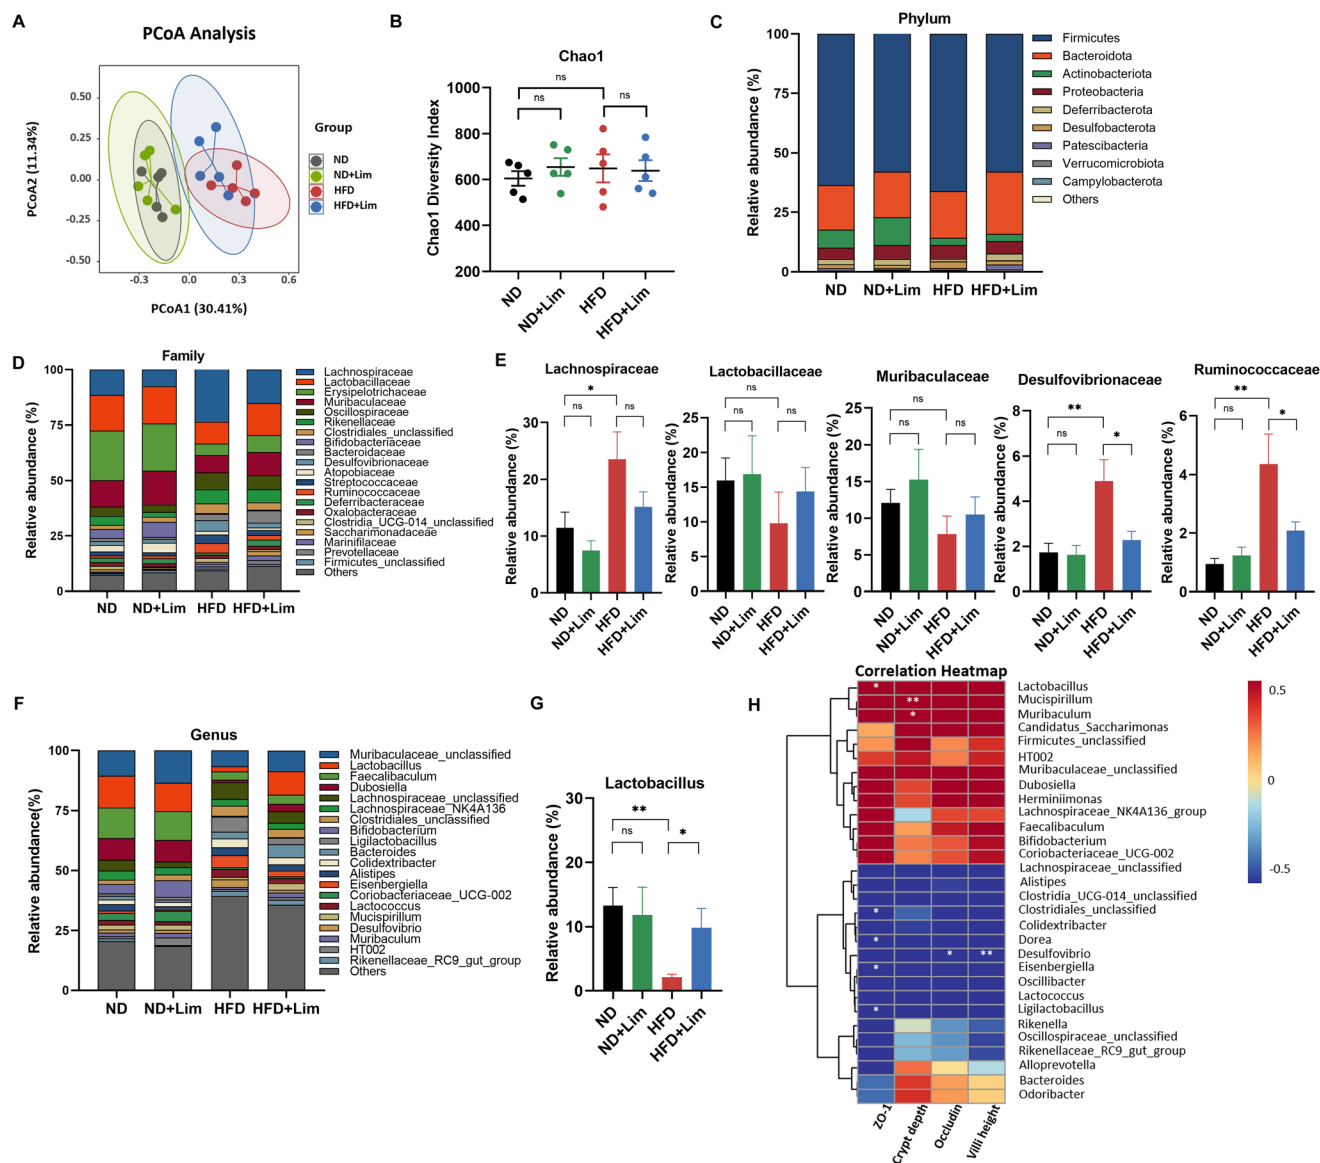 A
PCoA Analysis
PCoA2 (11.34%)
0.50
0.25
0.00
-0.25
-0.50
-0.3
0.0
0.3
0.6
PCoA1 (30.41%)
Group
ND
ND+Lim
HFD
HFD+Lim
B
Chao1
Chao1 Diversity Index
1000
800
600
400
200
ns
ns
ns
ND
ND+Lim
HFD
HFD+Lim
C
Phylum
Relative abundance (%)
100
75
50
25
0
ND
ND+Lim
HFD
HFD+Lim
Firmicutes
Bacteroidota
Actinobacteriota
Proteobacteria
Deferribacterota
Desulfobacterota
Patescibacteria
Verrucomicrobiota
Campylobacterota
Others
D
Family
Relative abundance (%)
100
75
50
25
0
ND
ND+Lim
HFD
HFD+Lim
Lachnospiraceae
Lactobacillaceae
Erysipelotrichaceae
Muribaculaceae
Oscillospiraceae
Rikenellaceae
Clostridiales_unclassified
Bifidobacteriaceae
Bacteroidaceae
Desulfovibrionaceae
Atopobiaceae
Streptococcaceae
Ruminococcaceae
Deferribacteraceae
Oxalobacteraceae
Clostridia_UCG-014_unclassified
Saccharimonadaceae
Marinifilaceae
Prevotellaceae
Firmicutes_unclassified
Others
E
Lachnospiraceae
Relative abundance (%)
30
20
10
0
*
ns
ns
ND
ND+Lim
HFD
HFD+Lim
Lactobacillaceae
Relative abundance (%)
25
20
15
10
5
0
ns
ns
ns
ND
ND+Lim
HFD
HFD+Lim
Muribaculaceae
Relative abundance (%)
25
20
15
10
5
0
ns
ns
ns
ND
ND+Lim
HFD
HFD+Lim
Desulfovibrionaceae
Relative abundance (%)
8
6
4
2
0
**
ns
*
ND
ND+Lim
HFD
HFD+Lim
Ruminococcaceae
Relative abundance (%)
6
4
2
0
**
ns
*
ND
ND+Lim
HFD
HFD+Lim
F
Genus
Relative abundance(%)
100
75
50
25
0
ND
ND+Lim
HFD
HFD+Lim
Muribaculaceae_unclassified
Lactobacillus
Faecalibaculum
Dubosiella
Lachnospiraceae_unclassified
Lachnospiraceae_NK4A136
Clostridiales_unclassified
Bifidobacterium
Ligilactobacillus
Bacteroides
Colidextribacter
Alistipes
Eisenbergiella
Coriobacteriaceae_UCG-002
Lactococcus
Mucispirillum
Desulfovibrio
Muribaculum
HT002
Rikenellaceae_RC9_gut_group
Others
G
Lactobacillus
Relative abundance (%)
30
20
10
0
**
ns
*
ND
ND+Lim
HFD
HFD+Lim
H
Correlation Heatmap
* Lactobacillus
** Mucispirillum
* Muribaculum
Candidatus_Saccharimonas
Firmicutes_unclassified
HT002
Muribaculaceae_unclassified
Dubosiella
Herminiimonas
Lachnospiraceae_NK4A136_group
Faecalibaculum
Bifidobacterium
Coriobacteriaceae_UCG-002
Lachnospiraceae_unclassified
Alistipes
Clostridia_UCG-014_unclassified
* Clostridiales_unclassified
Colidextribacter
* Dorea
* ** Desulfovibrio
* Eisenbergiella
Oscillibacter
Lactococcus
* Ligilactobacillus
Rikenella
Oscillospiraceae_unclassified
Rikenellaceae_RC9_gut_group
Alloprevotella
Bacteroides
Odoribacter
ZO-1
Crypt depth
Occludin
Villi height
0.5
0
-0.5